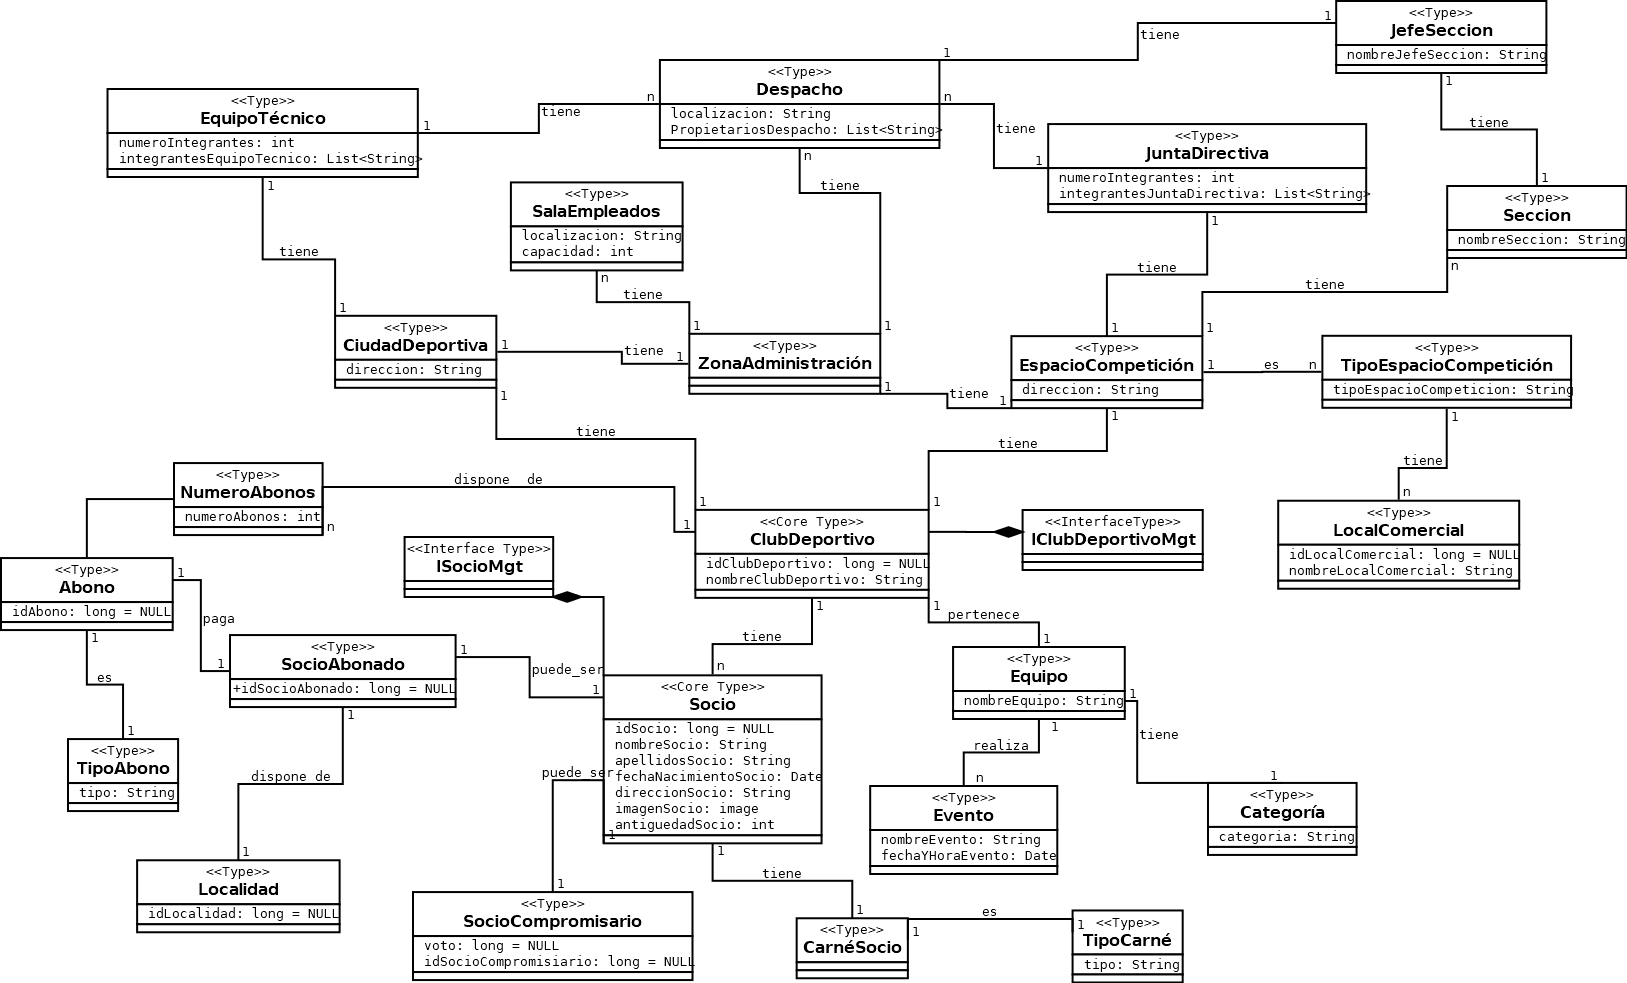 <<Type>>
JefeSeccion
nombreJefeSeccion: String
1
tiene
1
1
tiene
1
<<Type>>
Despacho
localizacion: String
PropietariosDespacho: List<String>
n
n
n
tiene
1
tiene
1
tiene
1
<<Type>>
EquipoTécnico
numeroIntegrantes: int
integrantesEquipoTecnico: List<String>
1
1
tiene
1
<<Type>>
JuntaDirectiva
numeroIntegrantes: int
integrantesJuntaDirectiva: List<String>
1
tiene
1
<<Type>>
SalaEmpleados
localizacion: String
capacidad: int
n
tiene
1
<<Type>>
Seccion
nombreSeccion: String
n
tiene
1
<<Type>>
CiudadDeportiva
direccion: String
1
tiene
1
1
tiene
1
<<Type>>
ZonaAdministración
1
tiene
1
<<Type>>
EspacioCompetición
direccion: String
1
es
n
1
tiene
1
<<Type>>
TipoEspacioCompetición
tipoEspacioCompeticion: String
1
tiene
n
<<Type>>
LocalComercial
idLocalComercial: long = NULL
nombreLocalComercial: String
<<Type>>
NumeroAbonos
numeroAbonos: int
n
dispone de
1
<<Core Type>>
ClubDeportivo
idClubDeportivo: long = NULL
nombreClubDeportivo: String
<<InterfaceType>>
IClubDeportivoMgt
<<Interface Type>>
ISocioMgt
<<Type>>
Abono
idAbono: long = NULL
1
paga
1
1
es
1
<<Type>>
SocioAbonado
+idSocioAbonado: long = NULL
1
puede_ser
1
1
dispone de
1
1
tiene
n
1
pertenece
1
<<Core Type>>
Socio
idSocio: long = NULL
nombreSocio: String
apellidosSocio: String
fechaNacimientoSocio: Date
direccionSocio: String
imagenSocio: image
antiguedadSocio: int
1
puede_ser
1
1
tiene
1
<<Type>>
Equipo
nombreEquipo: String
1
tiene
1
1
realiza
n
<<Type>>
TipoAbono
tipo: String
<<Type>>
Evento
nombreEvento: String
fechaYHoraEvento: Date
<<Type>>
Categoría
categoria: String
<<Type>>
Localidad
idLocalidad: long = NULL
<<Type>>
SocioCompromisario
voto: long = NULL
idSocioCompromisiario: long = NULL
<<Type>>
CarnéSocio
1
es
1
<<Type>>
TipoCarné
tipo: String